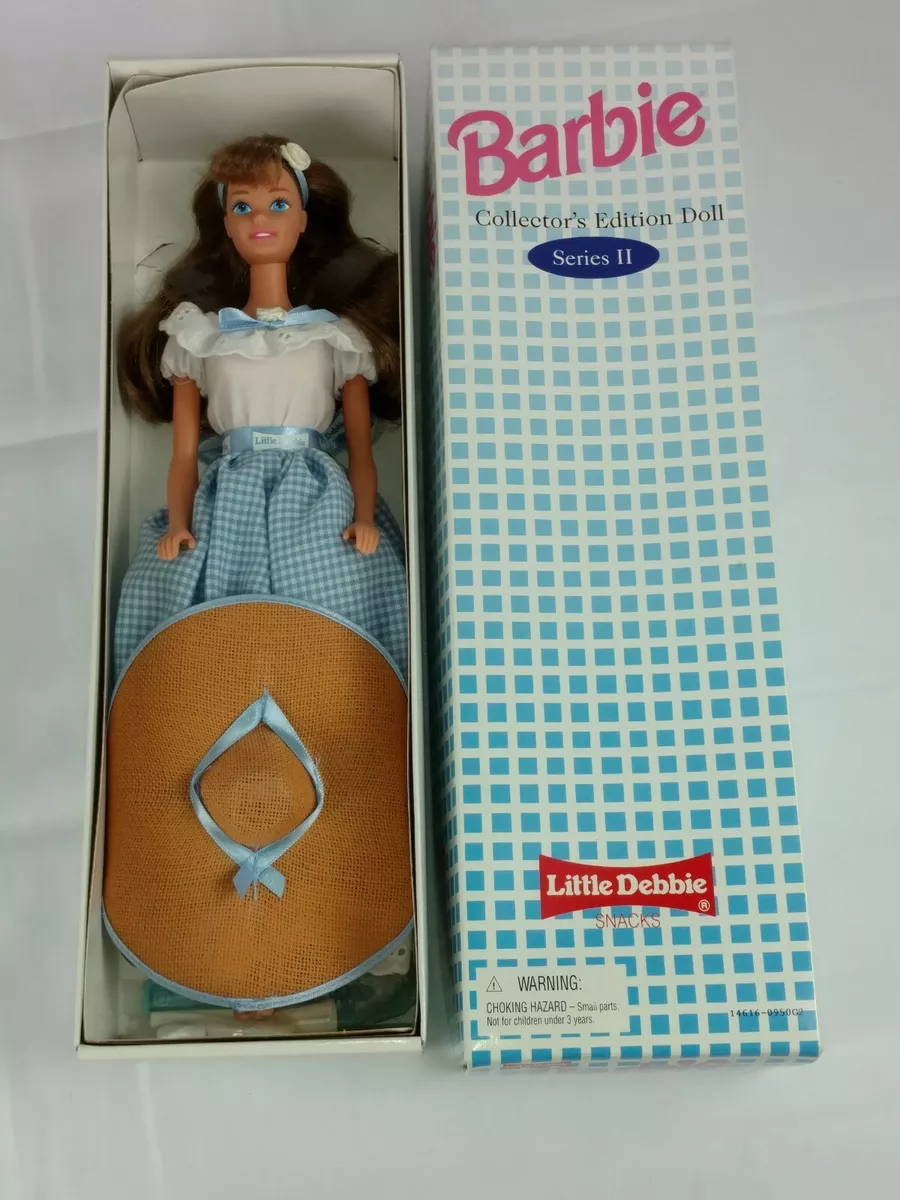 Barbie
Collector's Edition Doll
Series II
Little Debbie
Little Debbie ®
SNACKS
⚠ WARNING:
CHOKING HAZARD – Small parts.
Not for children under 3 years.
14616-0950G2